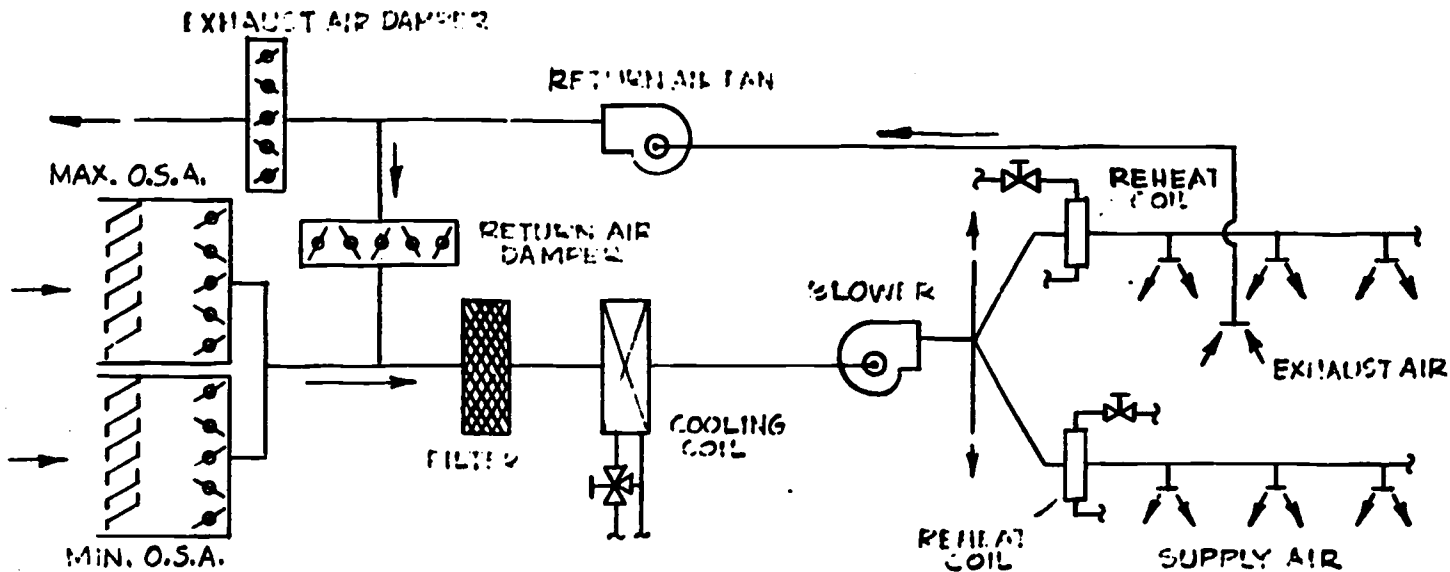 EXHAUST AIR DAMPER
RETURN AIR FAN
MAX. O.S.A.
REHEAT
COIL
RETURN AIR
DAMPER
BLOWER
EXHAUST AIR
COOLING
COIL
FILTER
REHEAT
COIL
MIN. O.S.A.
SUPPLY AIR